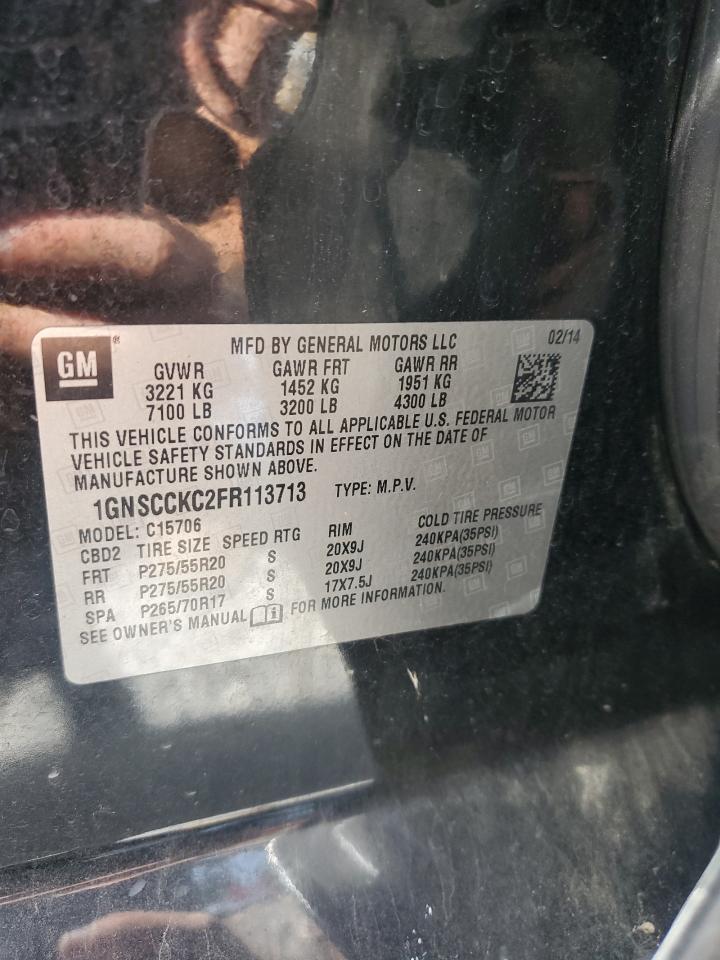 GM®
MFD BY GENERAL MOTORS LLC 02/14
GVWR GAWR FRT GAWR RR
3221 KG 1452 KG 1951 KG
7100 LB 3200 LB 4300 LB
THIS VEHICLE CONFORMS TO ALL APPLICABLE U.S. FEDERAL MOTOR
VEHICLE SAFETY STANDARDS IN EFFECT ON THE DATE OF
MANUFACTURE SHOWN ABOVE.
1GNSCCKC2FR113713 TYPE: M.P.V.
MODEL: C15706
CBD2 TIRE SIZE SPEED RTG RIM COLD TIRE PRESSURE
FRT P275/55R20 S 20X9J 240KPA(35PSI)
RR P275/55R20 S 20X9J 240KPA(35PSI)
SPA P265/70R17 S 17X7.5J 240KPA(35PSI)
SEE OWNER'S MANUAL FOR MORE INFORMATION.